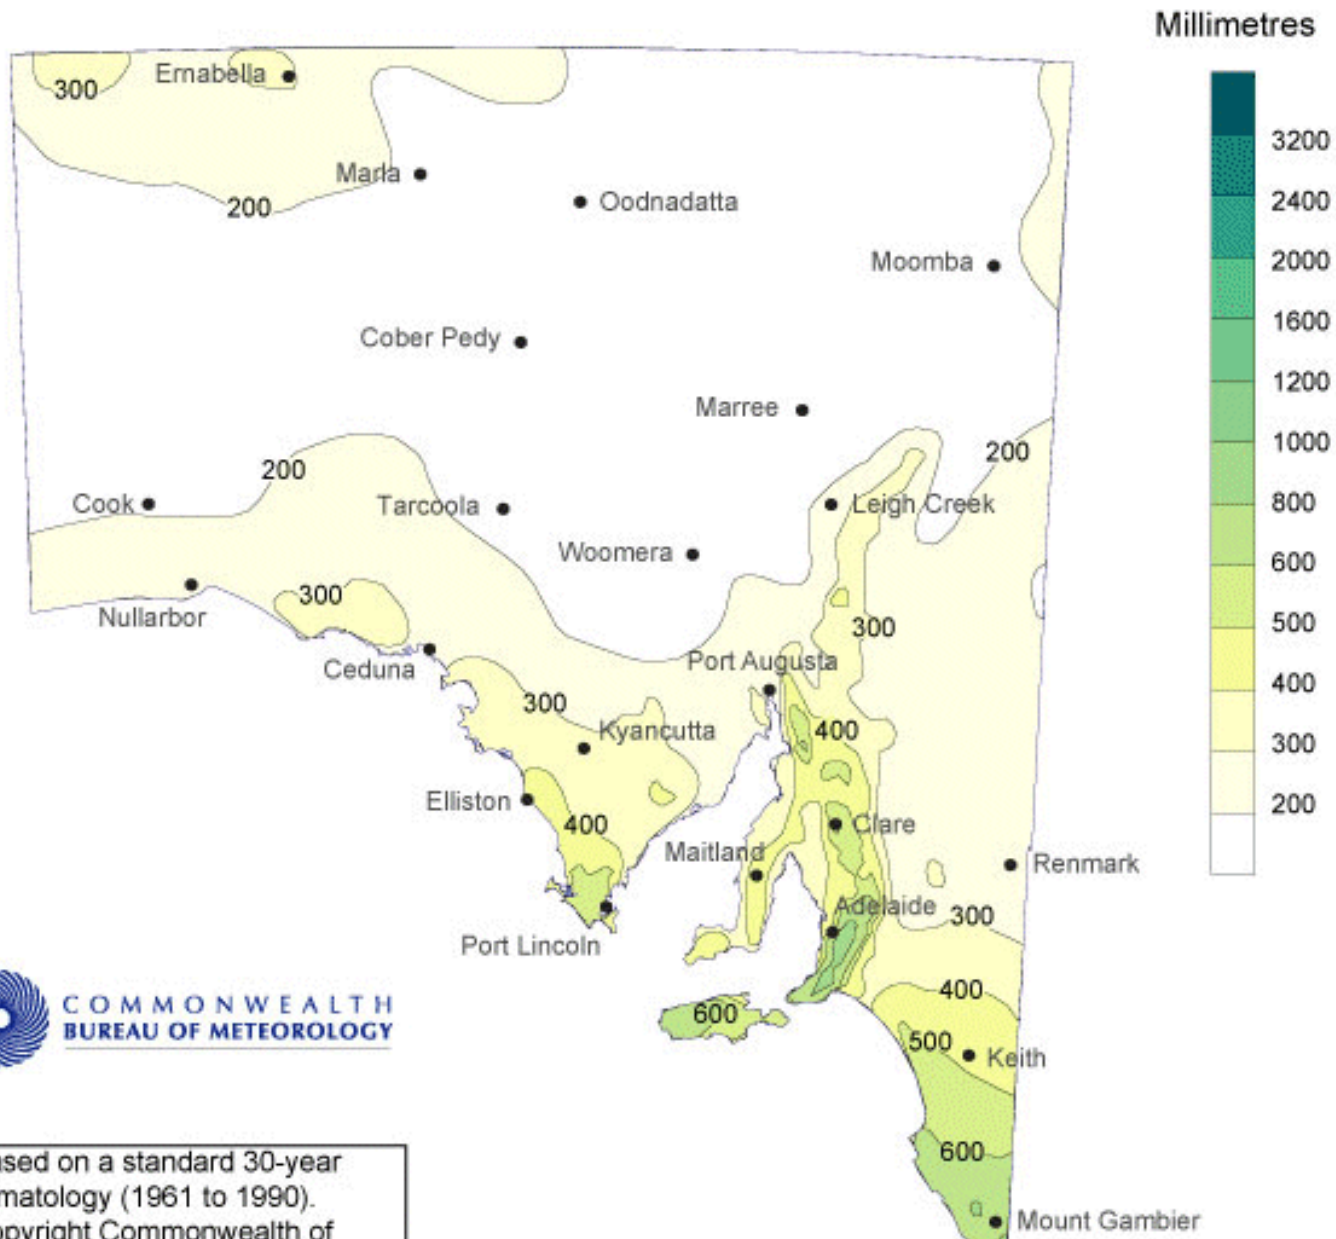 Millimetres
3200
2400
2000
1600
1200
1000
800
600
500
400
300
200
Ernabella
300
Marla
200
Oodnadatta
Moomba
Cober Pedy
Marree
200
200
Cook
Tarcoola
Leigh Creek
Woomera
300
Nullarbor
300
Port Augusta
Ceduna
300
Kyancutta
400
Elliston
400
Clare
Maitland
Renmark
Adelaide
300
Port Lincoln
400
600
500
Keith
600
Mount Gambier
COMMONWEALTH
BUREAU OF METEOROLOGY
ased on a standard 30-year
matology (1961 to 1990).
opyright Commonwealth of